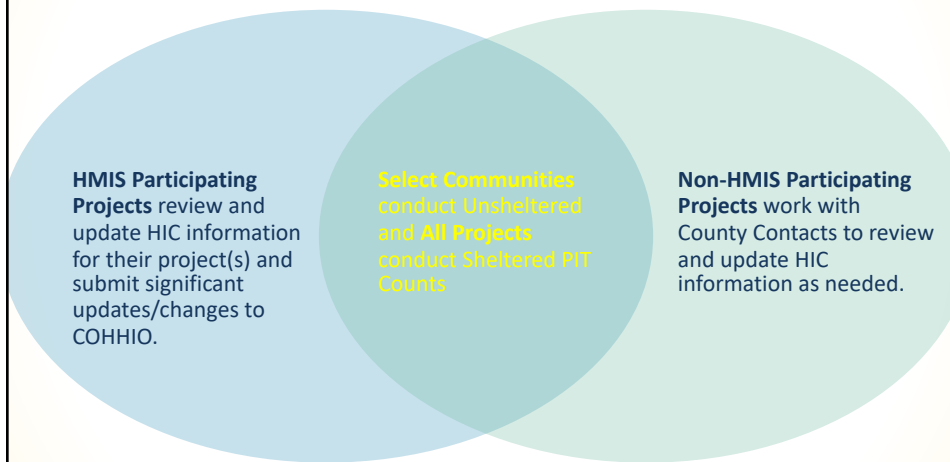 HMIS Participating
Projects review and
update HIC information
for their project(s) and
submit significant
updates/changes to
COHHIO.
Select Communities
conduct Unsheltered
and All Projects
conduct Sheltered PIT
Counts
Non-HMIS Participating
Projects work with
County Contacts to review
and update HIC
information as needed.